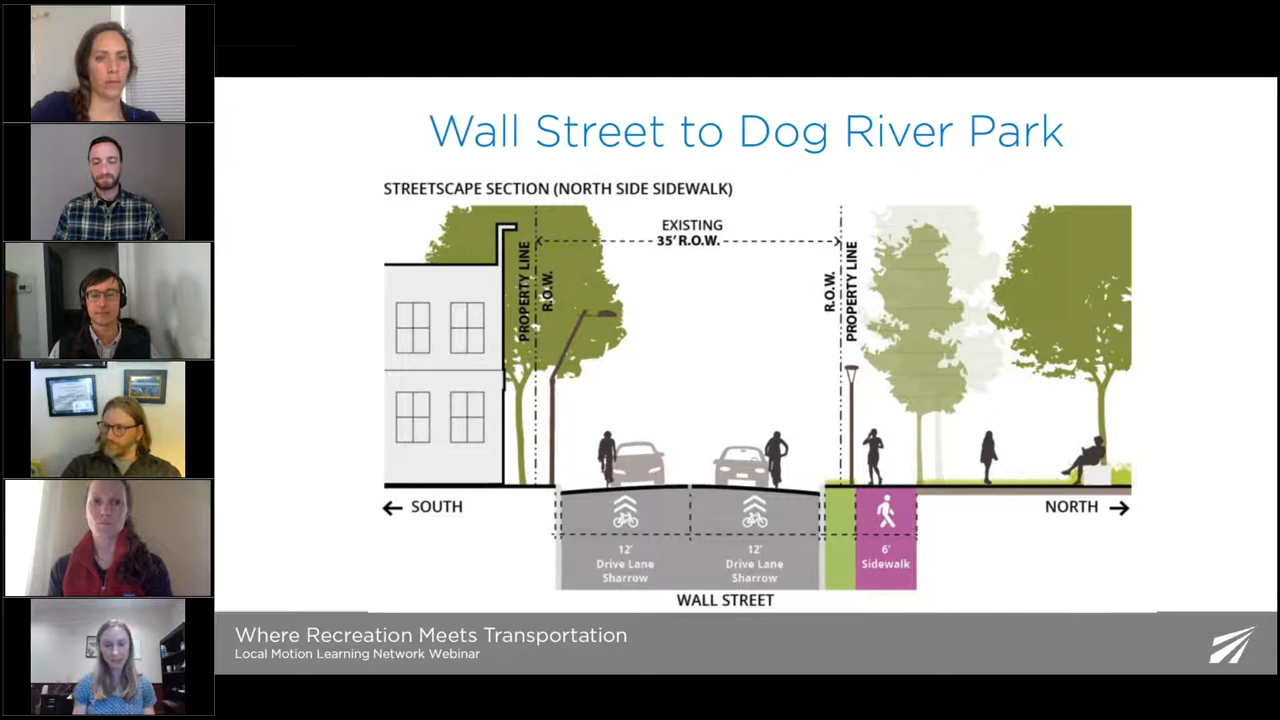 Wall Street to Dog River Park
STREETSCAPE SECTION (NORTH SIDE SIDEWALK)
EXISTING
35' R.O.W.
PROPERTY LINE
R.O.W.
R.O.W.
PROPERTY LINE
SOUTH
NORTH
12'
Drive Lane
Sharrow
12'
Drive Lane
Sharrow
6'
Sidewalk
WALL STREET
Where Recreation Meets Transportation
Local Motion Learning Network Webinar